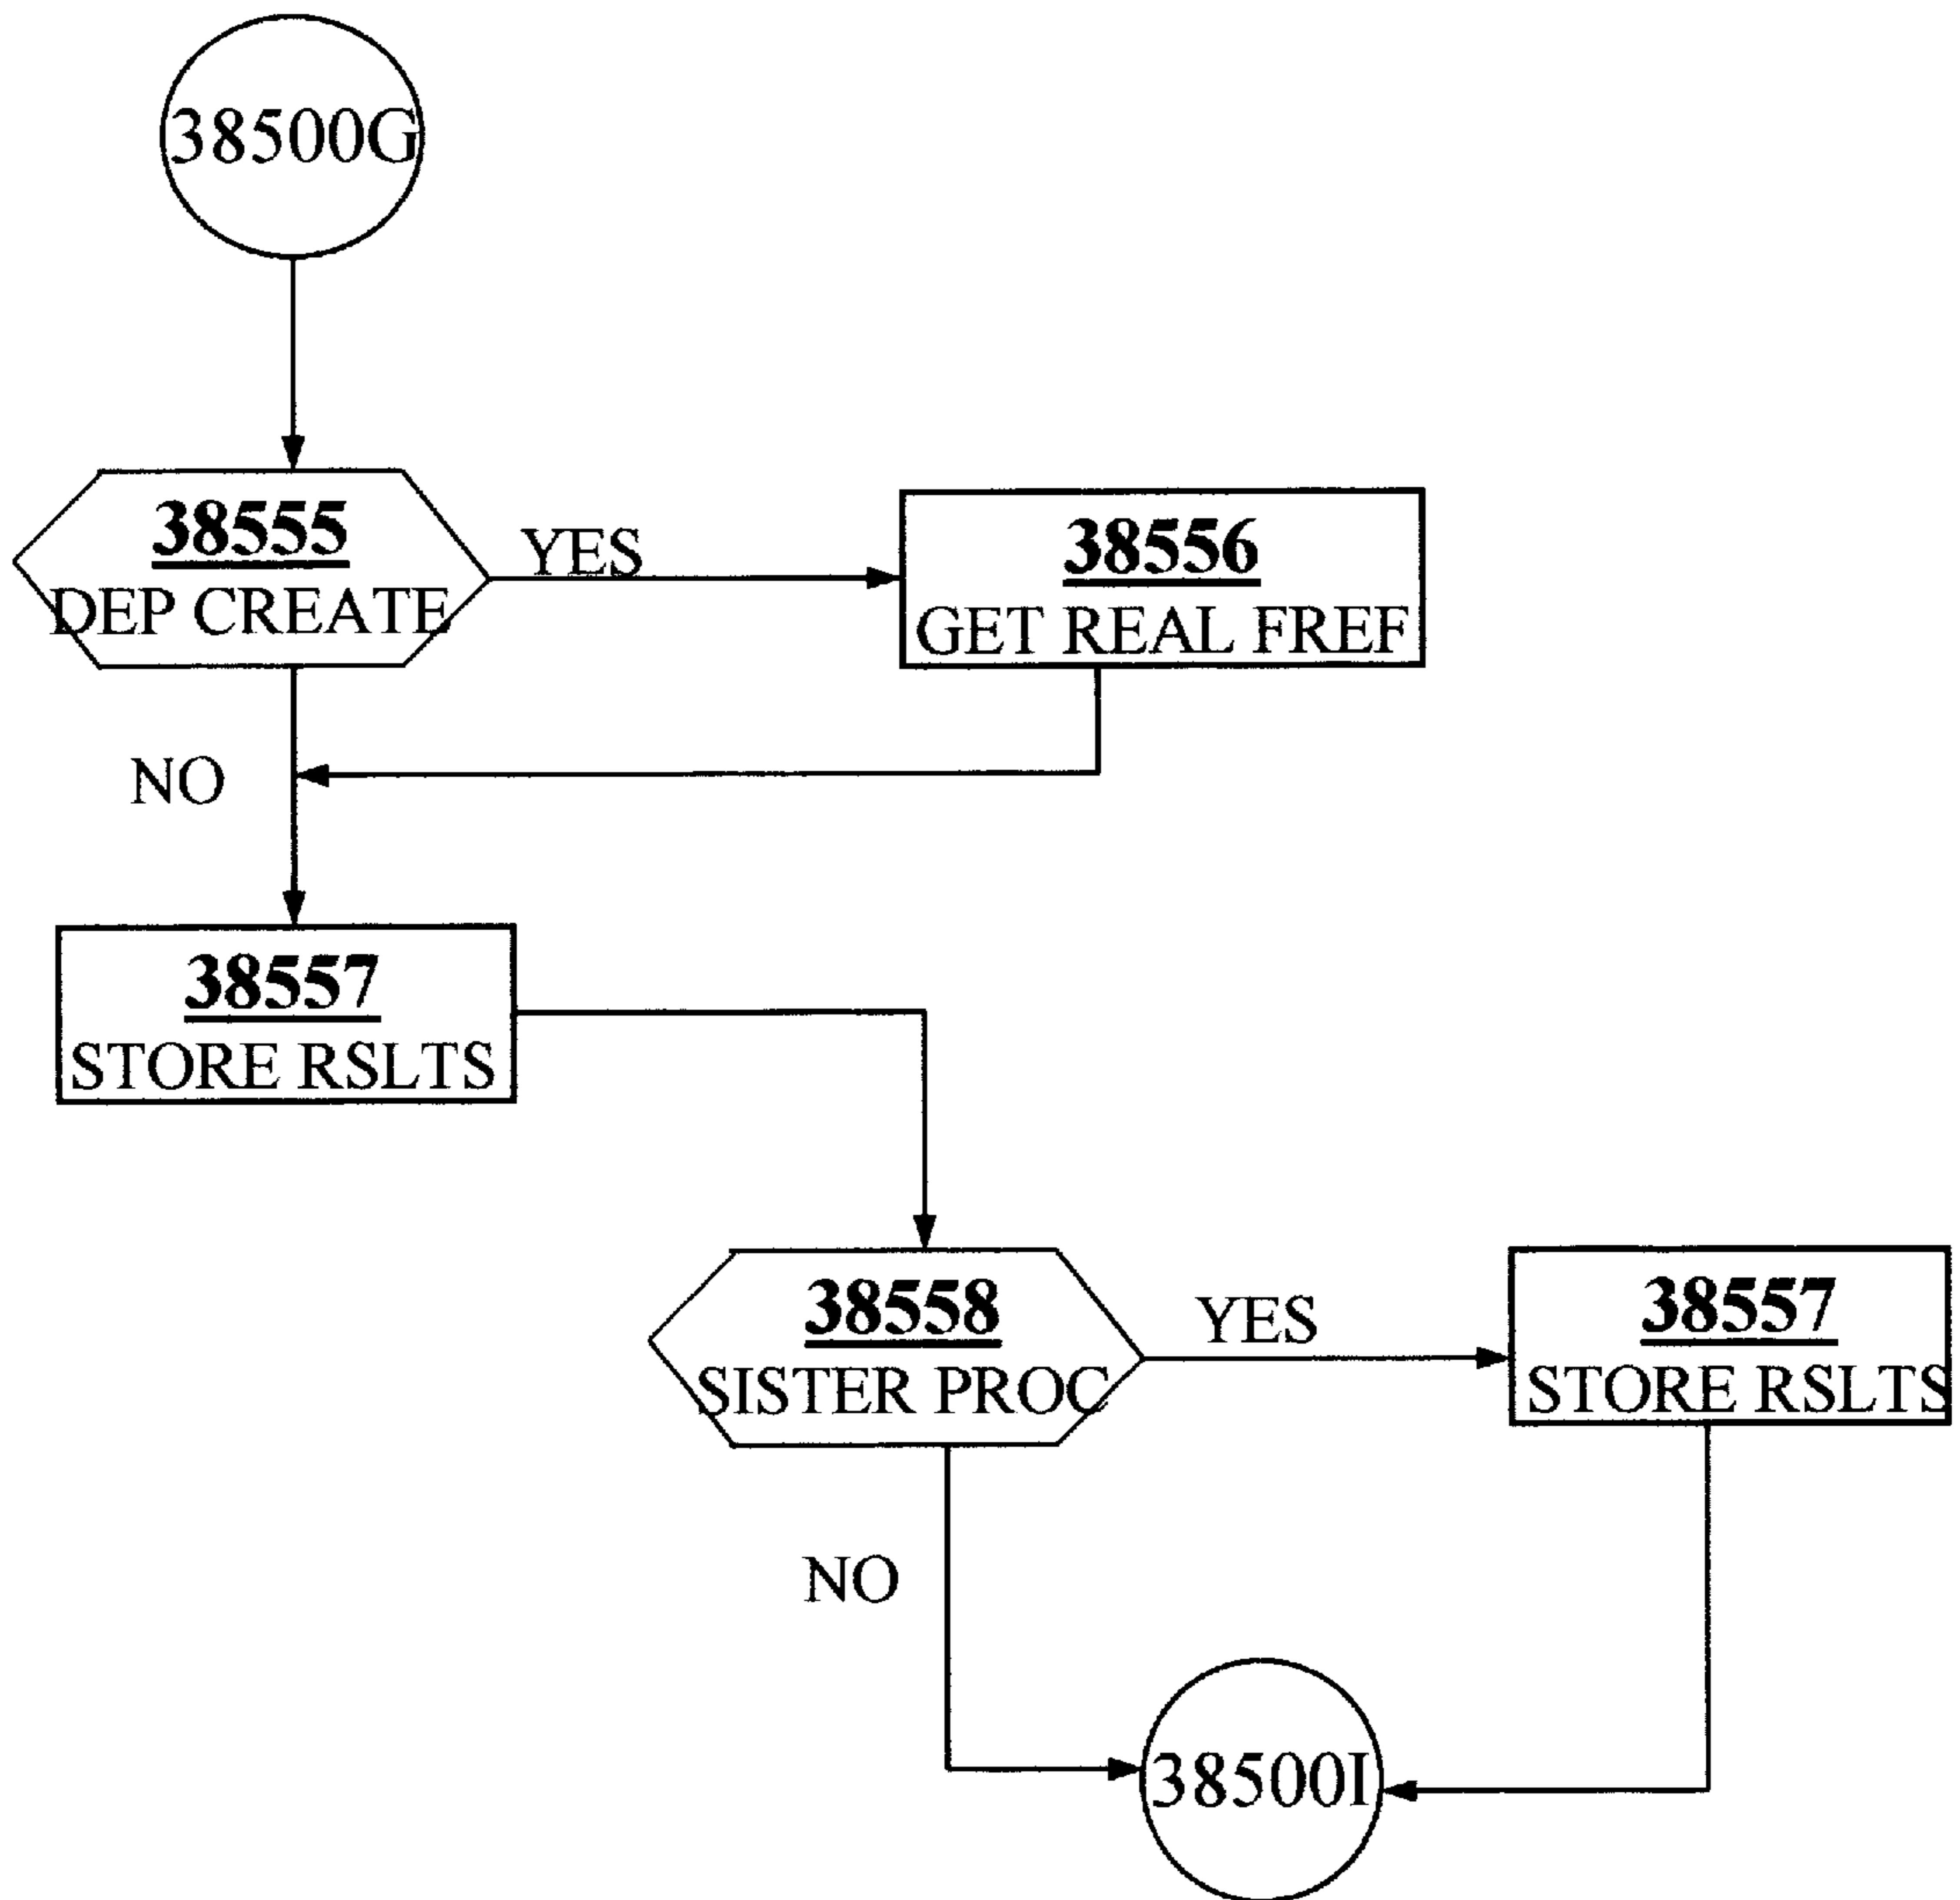 38500G
38555
DEP CREATE
YES
38556
GET REAL FREF
NO
38557
STORE RSLTS
38558
SISTER PROC
YES
38557
STORE RSLTS
NO
38500I